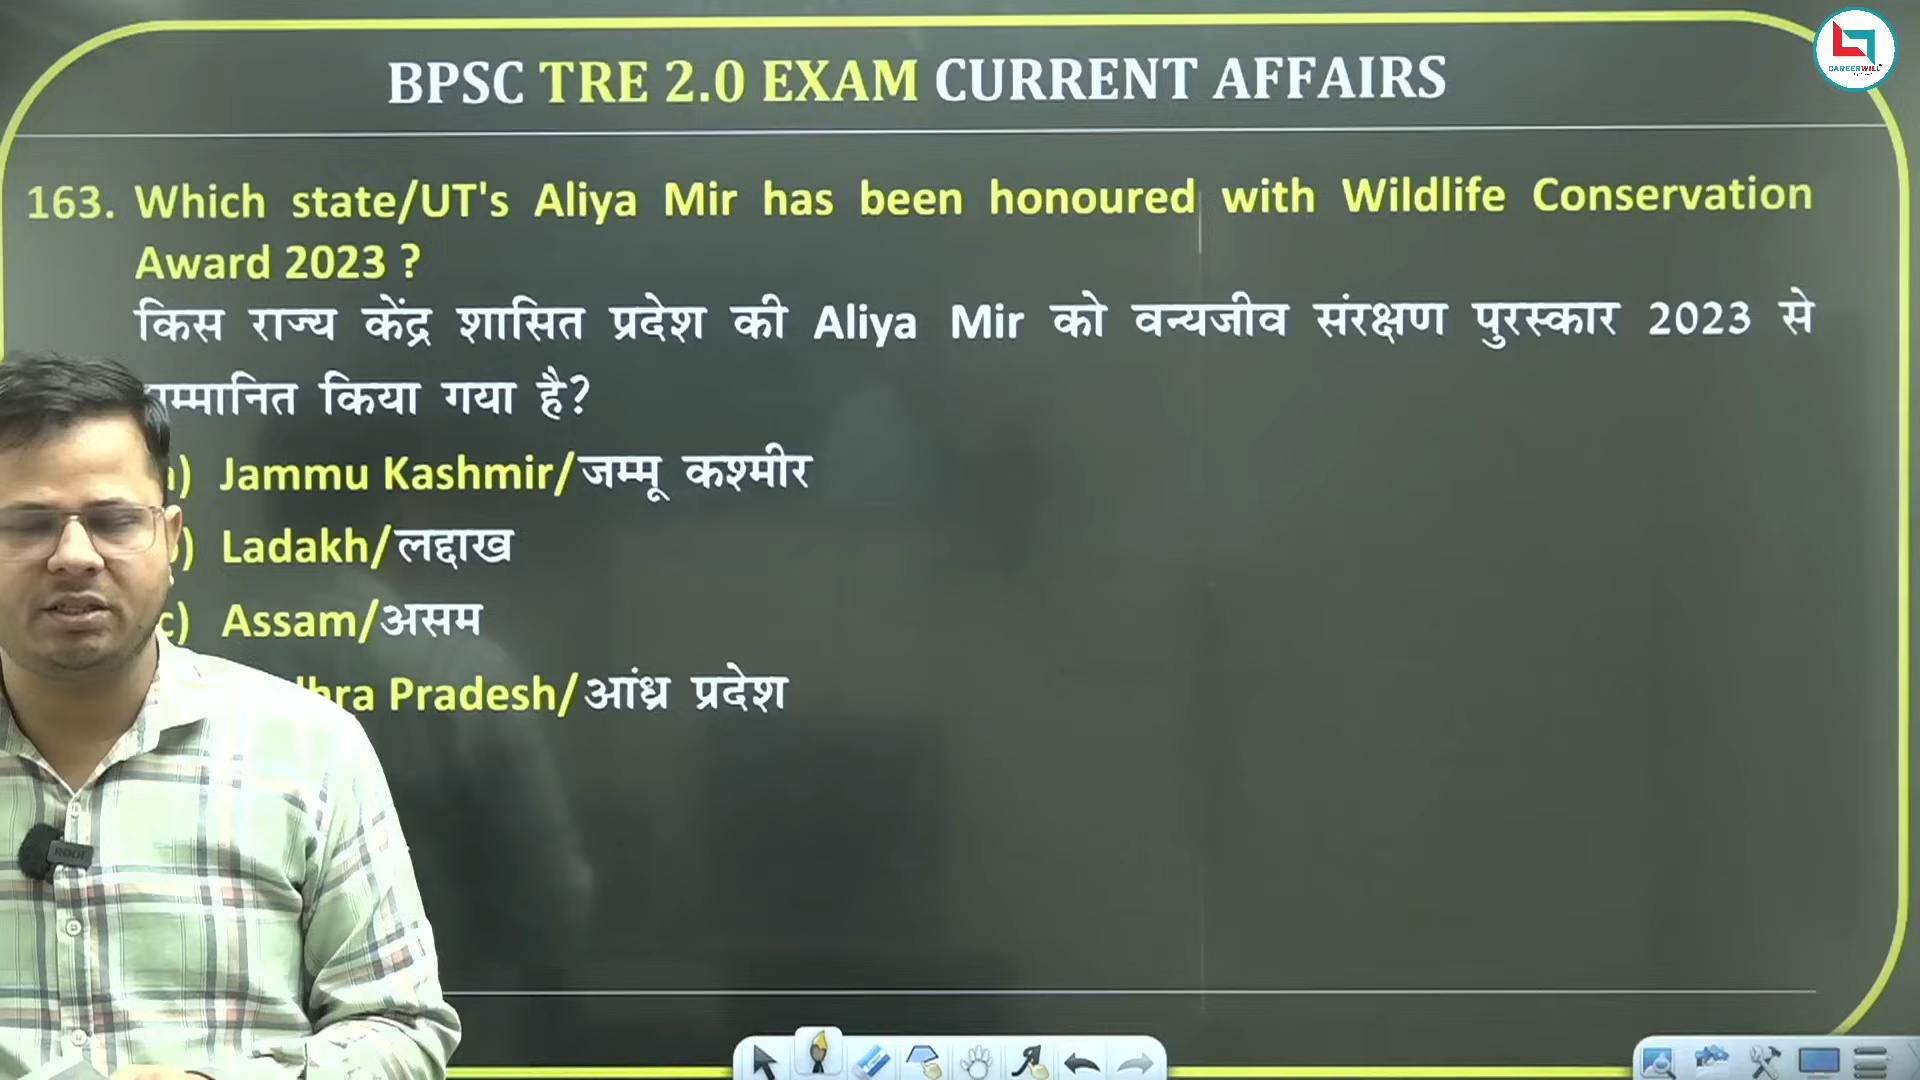 CAREERWILL
BPSC TRE 2.0 EXAM CURRENT AFFAIRS
163. Which state/UT's Aliya Mir has been honoured with Wildlife Conservation
Award 2023 ?
किस राज्य केंद्र शासित प्रदेश की Aliya Mir को वन्यजीव संरक्षण पुरस्कार 2023 से
किया गया है?
Jammu Kashmir/जम्मू कश्मीर
Ladakh/लद्दाख
c) Assam/असम
Pradesh/आंध्र प्रदेश